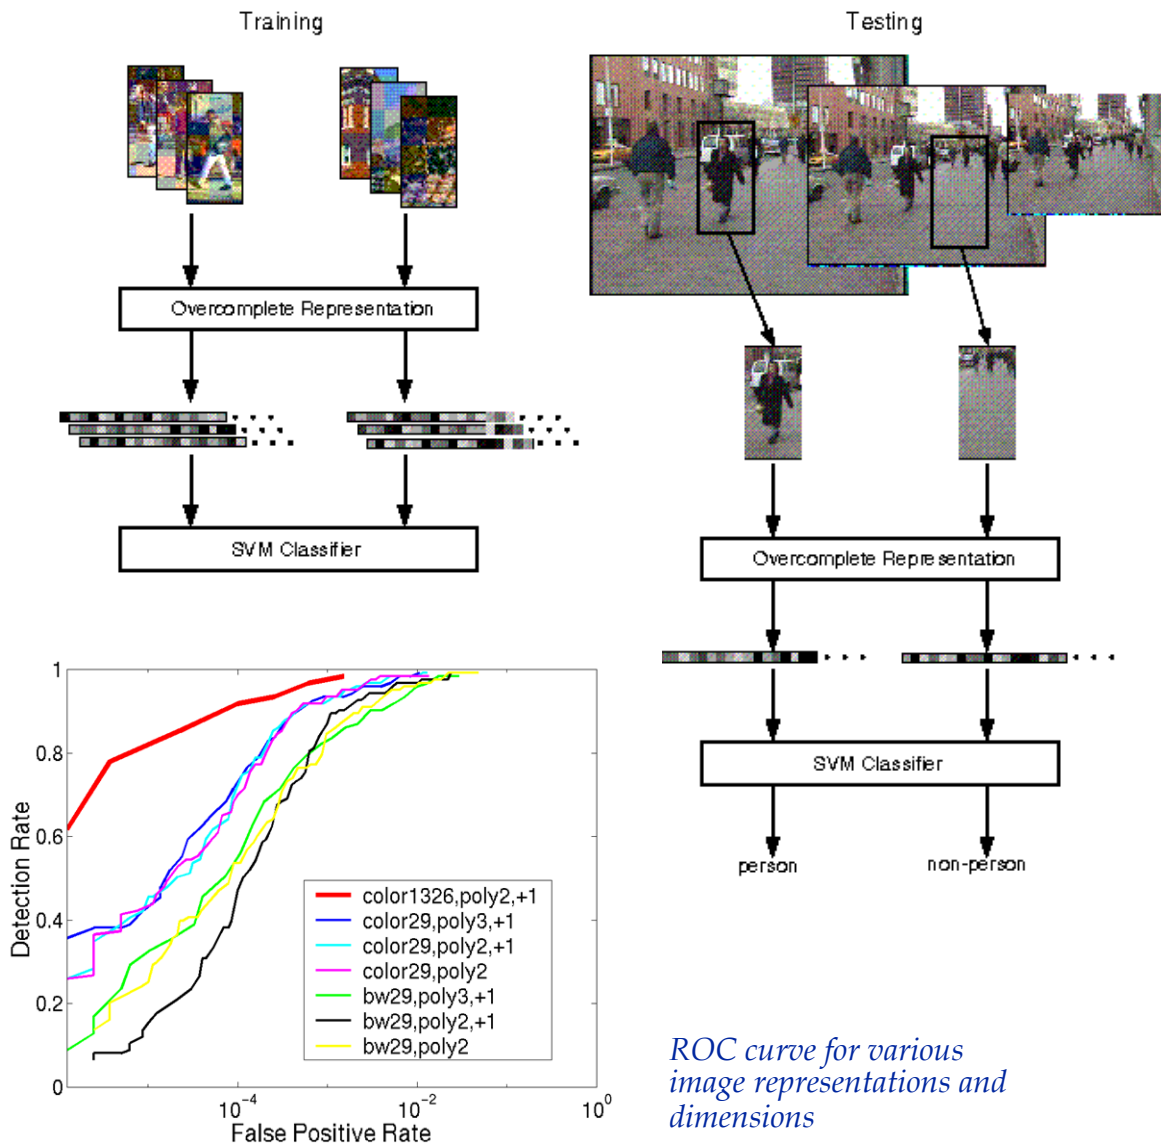 Training
Testing
Overcomplete Representation
SVM Classifier
Overcomplete Representation
SVM Classifier
person
non-person
1
0.8
0.6
0.4
0.2
0
Detection Rate
color1326,poly2,+1
color29,poly3,+1
color29,poly2,+1
color29,poly2
bw29,poly3,+1
bw29,poly2,+1
bw29,poly2
10^-4
10^-2
10^0
False Positive Rate
ROC curve for various
image representations and
dimensions